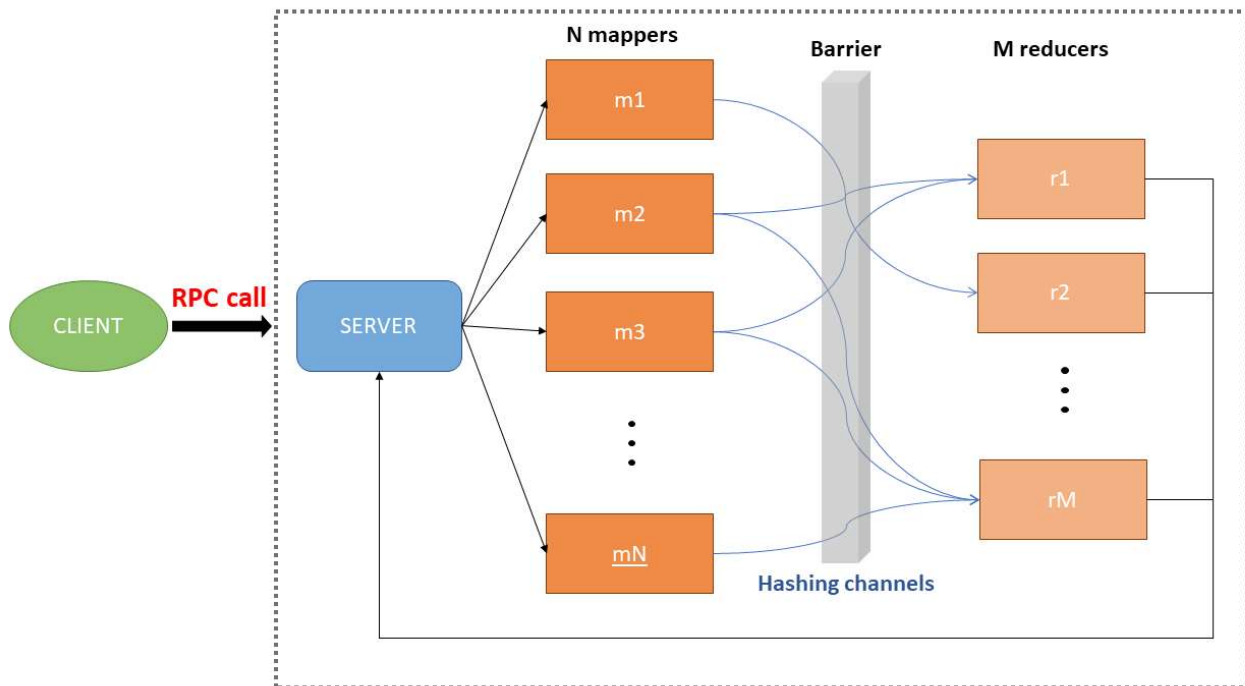 N mappers
Barrier
M reducers
m1
m2
m3
mN
r1
r2
rM
RPC call
CLIENT
SERVER
Hashing channels